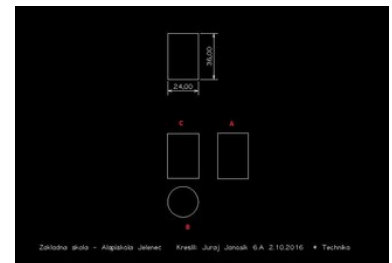 36,00
24,00
C A
B
Zakladna skola - Alapiskola Jelenec Kreslil: Juraj Janosik 6.A 2.10.2016 * Technika